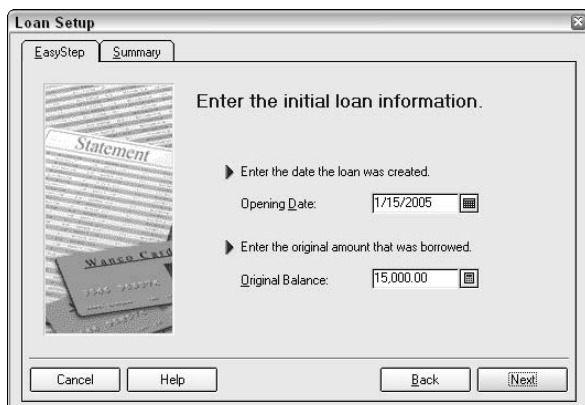 Loan Setup
EasyStep
Summary
Statement
Wanco Card
Enter the initial loan information.
Enter the date the loan was created.
Opening Date: 1/15/2005
Enter the original amount that was borrowed.
Original Balance: 15,000.00
Cancel
Help
Back
Next